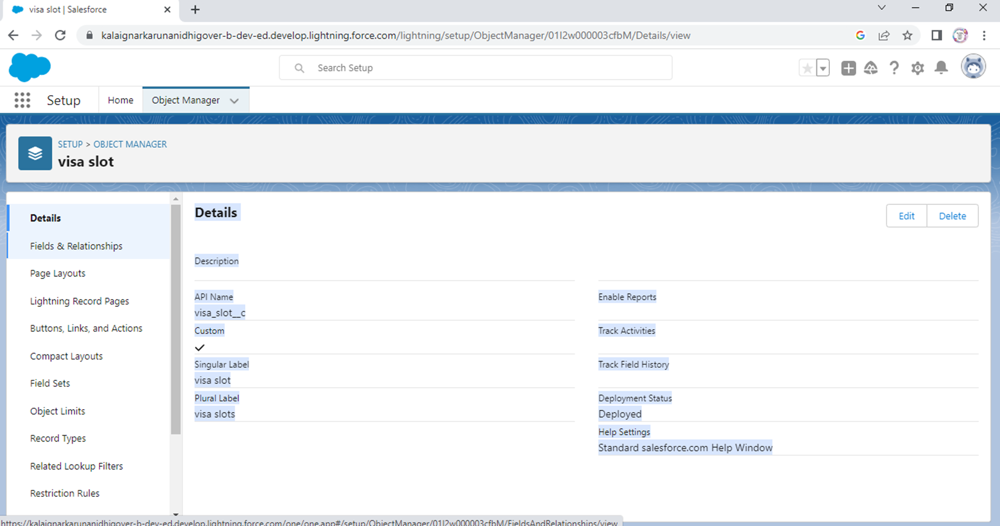 visa slot | Salesforce
kalaignarkarunanidhigover-b-dev-ed.develop.lightning.force.com/lightning/setup/ObjectManager/01I2w000003cfbM/Details/view
Search Setup
Setup
Home
Object Manager
SETUP > OBJECT MANAGER
visa slot
Details
Fields & Relationships
Page Layouts
Lightning Record Pages
Buttons, Links, and Actions
Compact Layouts
Field Sets
Object Limits
Record Types
Related Lookup Filters
Restriction Rules
Details
Edit
Delete
Description
API Name
visa_slot__c
Custom
Singular Label
visa slot
Plural Label
visa slots
Enable Reports
Track Activities
Track Field History
Deployment Status
Deployed
Help Settings
Standard salesforce.com Help Window
https://kalaignarkarunanidhigover-b-dev-ed.develop.lightning.force.com/one/one.app#/setup/ObjectManager/01I2w000003cfbM/FieldsAndRelationships/view